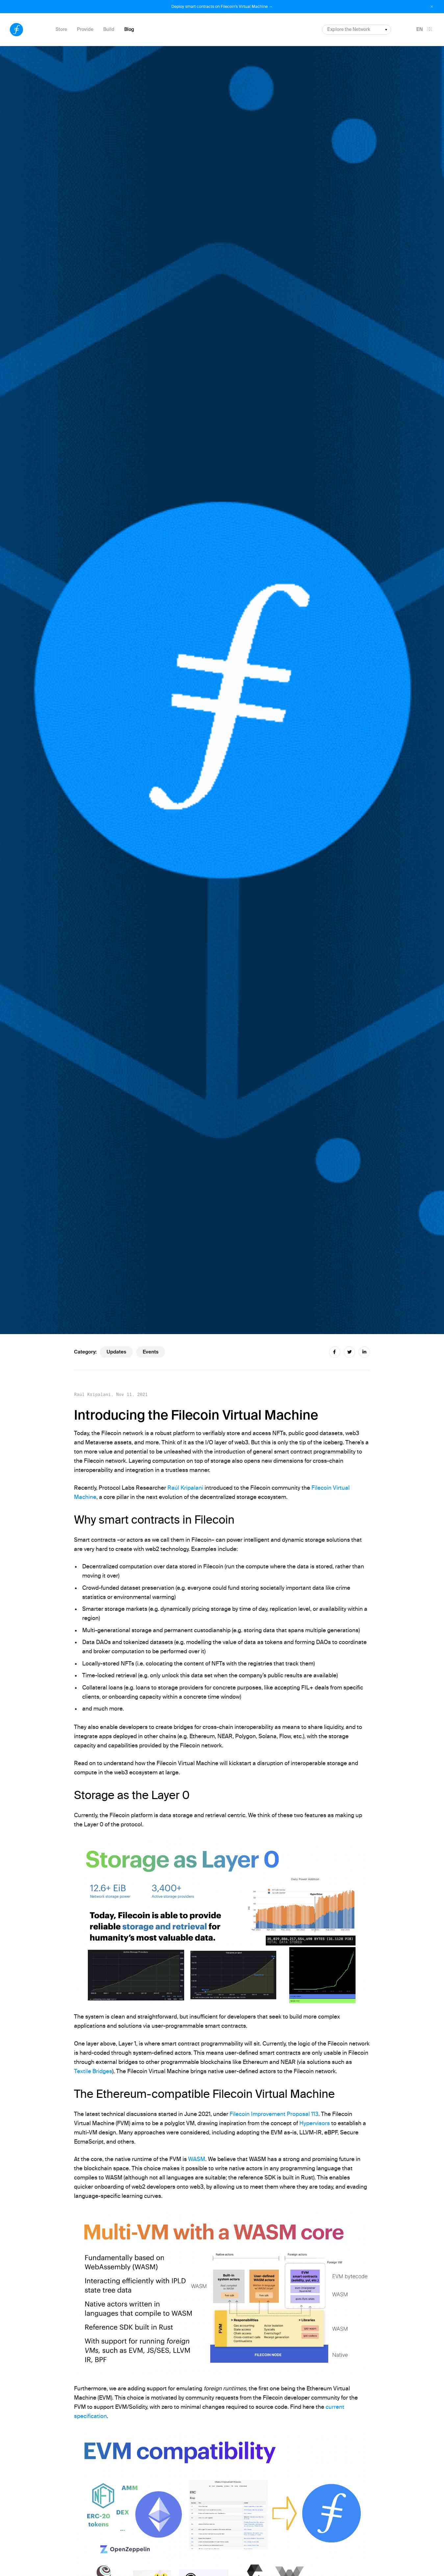 Deploy smart contracts on Filecoin's Virtual Machine →
Store Provide Build Blog
Explore the Network
EN
Category: Updates Events
Raúl Kripalani, Nov 11, 2021
Introducing the Filecoin Virtual Machine
Today, the Filecoin network is a robust platform to verifiably store and access NFTs, public good datasets, web3
and Metaverse assets, and more. Think of it as the I/O layer of web3. But this is only the tip of the iceberg. There's a
ton more value and potential to be unleashed with the introduction of general smart contract programmability to
the Filecoin network. Layering computation on top of storage also opens new dimensions for cross-chain
interoperability and integration in a trustless manner.
Recently, Protocol Labs Researcher Raúl Kripalani introduced to the Filecoin community the Filecoin Virtual
Machine, a core pillar in the next evolution of the decentralized storage ecosystem.
Why smart contracts in Filecoin
Smart contracts –or actors as we call them in Filecoin– can power intelligent and dynamic storage solutions that
are very hard to create with web2 technology. Examples include:
• Decentralized computation over data stored in Filecoin (run the compute where the data is stored, rather than
moving it over)
• Crowd-funded dataset preservation (e.g. everyone could fund storing societally important data like crime
statistics or environmental warming)
• Smarter storage markets (e.g. dynamically pricing storage by time of day, replication level, or availability within a
region)
• Multi-generational storage and permanent custodianship (e.g. storing data that spans multiple generations)
• Data DAOs and tokenized datasets (e.g. modelling the value of data as tokens and forming DAOs to coordinate
and broker computation to be performed over it)
• Locally-stored NFTs (i.e. colocating the content of NFTs with the registries that track them)
• Time-locked retrieval (e.g. only unlock this data set when the company's public results are available)
• Collateral loans (e.g. loans to storage providers for concrete purposes, like accepting FIL+ deals from specific
clients, or onboarding capacity within a concrete time window)
• and much more.
They also enable developers to create bridges for cross-chain interoperability as means to share liquidity, and to
integrate apps deployed in other chains (e.g. Ethereum, NEAR, Polygon, Solana, Flow, etc.), with the storage
capacity and capabilities provided by the Filecoin network.
Read on to understand how the Filecoin Virtual Machine will kickstart a disruption of interoperable storage and
compute in the web3 ecosystem at large.
Storage as the Layer 0
Currently, the Filecoin platform is data storage and retrieval centric. We think of these two features as making up
the Layer 0 of the protocol.
Storage as Layer 0
12.6+ EiB 3,400+
Network storage power Active storage providers
Today, Filecoin is able to provide
reliable storage and retrieval for
humanity's most valuable data.
TOTAL DATA STORED
The system is clean and straightforward, but insufficient for developers that seek to build more complex
applications and solutions via user-programmable smart contracts.
One layer above, Layer 1, is where smart contract programmability will sit. Currently, the logic of the Filecoin network
is hard-coded through system-defined actors. This means user-defined smart contracts are only usable in Filecoin
through external bridges to other programmable blockchains like Ethereum and NEAR (via solutions such as
Textile Bridges). The Filecoin Virtual Machine brings native user-defined actors to the Filecoin network.
The Ethereum-compatible Filecoin Virtual Machine
The latest technical discussions started in June 2021, under Filecoin Improvement Proposal 113. The Filecoin
Virtual Machine (FVM) aims to be a polyglot VM, drawing inspiration from the concept of Hypervisors to establish a
multi-VM design. Many approaches were considered, including adopting the EVM as-is, LLVM-IR, eBPF, Secure
EcmaScript, and others.
At the core, the native runtime of the FVM is WASM. We believe that WASM has a strong and promising future in
the blockchain space. This choice makes it possible to write native actors in any programming language that
compiles to WASM (although not all languages are suitable; the reference SDK is built in Rust). This enables
quicker onboarding of web2 developers onto web3, by allowing us to meet them where they are today, and evading
language-specific learning curves.
Multi-VM with a WASM core
Fundamentally based on
WebAssembly (WASM)
Interacting efficiently with IPLD
state tree data
Native actors written in
languages that compile to WASM
Reference SDK built in Rust
With support for running foreign
VMs, such as EVM, JS/SES, LLVM
IR, BPF
Native actors
Foreign actors
Foreign VM
WASM
Built-in system actors
User-defined WASM actors
EVM bytecode
WASM
FVM
Responsibilities
Libraries
WASM
FILECOIN NODE
Native
Furthermore, we are adding support for emulating foreign runtimes, the first one being the Ethereum Virtual
Machine (EVM). This choice is motivated by community requests from the Filecoin developer community for the
FVM to support EVM/Solidity, with zero to minimal changes required to source code. Find here the current
specification.
EVM compatibility
NFT
AMM
DEX
ERC-20
tokens
...
OpenZeppelin